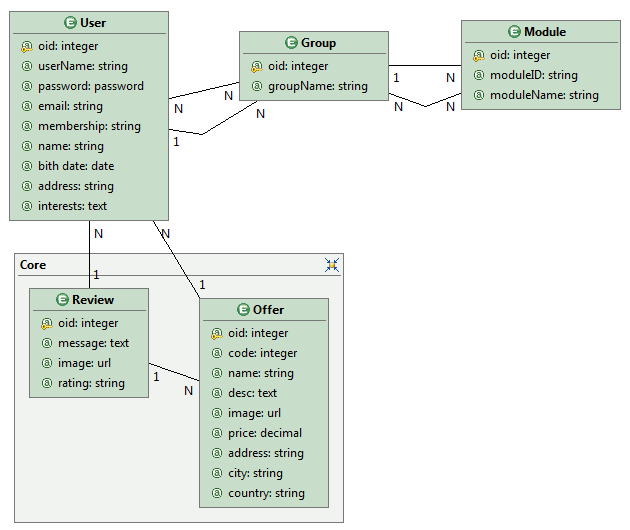 User
oid: integer
userName: string
password: password
email: string
membership: string
name: string
bith date: date
address: string
interests: text
Group
oid: integer
groupName: string
Module
oid: integer
moduleID: string
moduleName: string
N
N
1
N
1
N
N
N
N
N
1
1
Core
Review
oid: integer
message: text
image: url
rating: string
1
N
Offer
oid: integer
code: integer
name: string
desc: text
image: url
price: decimal
address: string
city: string
country: string